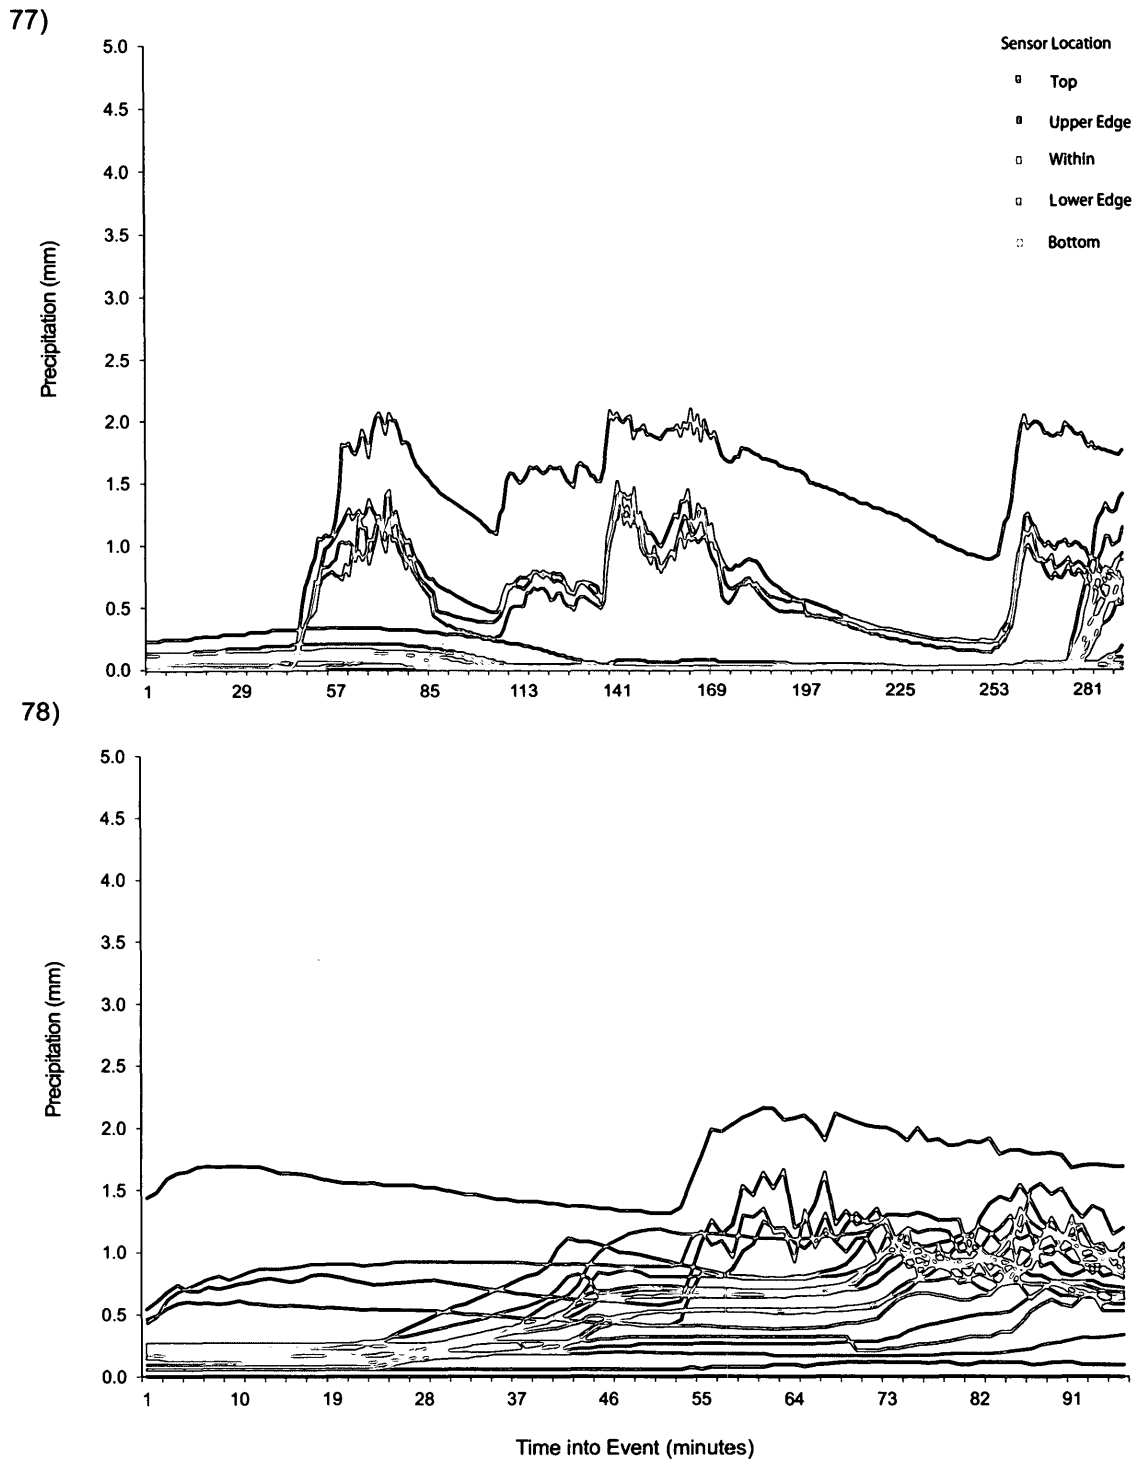 77)
Sensor Location
Top
Upper Edge
Within
Lower Edge
Bottom
Precipitation (mm)
5.0
4.5
4.0
3.5
3.0
2.5
2.0
1.5
1.0
0.5
0.0
1 29 57 85 113 141 169 197 225 253 281
78)
Precipitation (mm)
5.0
4.5
4.0
3.5
3.0
2.5
2.0
1.5
1.0
0.5
0.0
1 10 19 28 37 46 55 64 73 82 91
Time into Event (minutes)